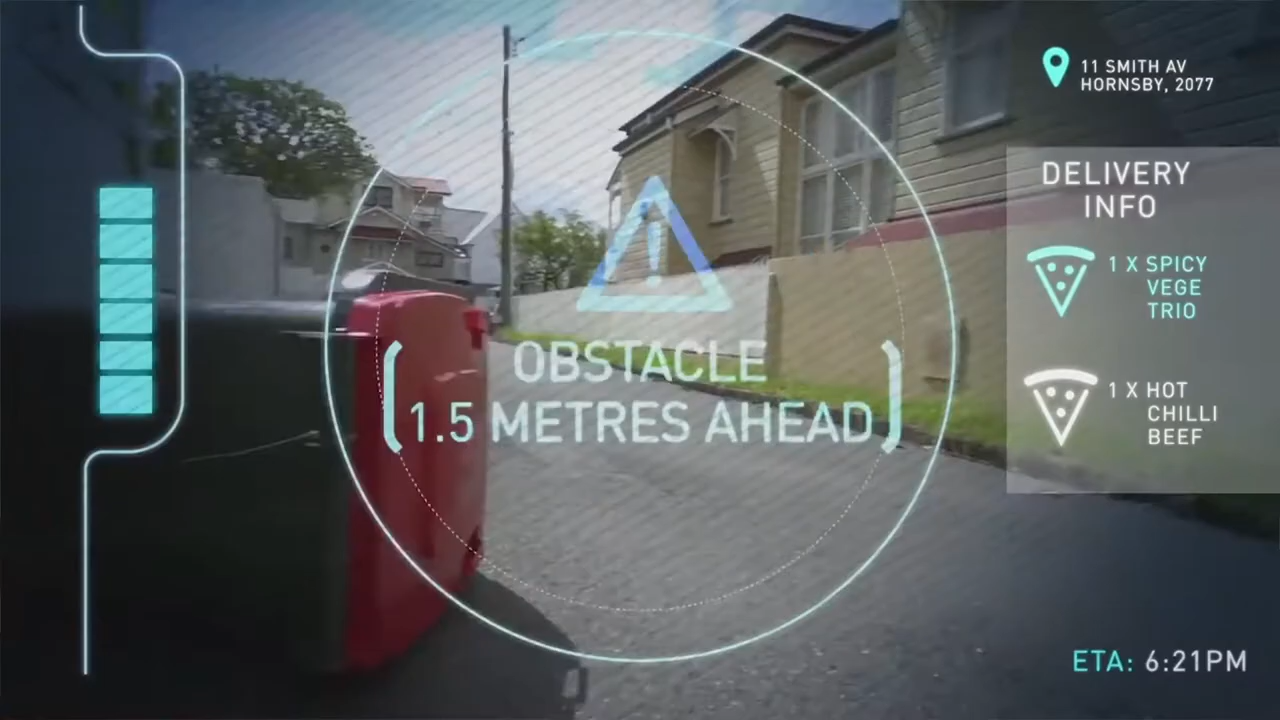 11 SMITH AV
HORNSBY, 2077
DELIVERY
INFO
1 X SPICY
VEGE
TRIO
1 X HOT
CHILLI
BEEF
!
OBSTACLE
1.5 METRES AHEAD
ETA: 6:21PM